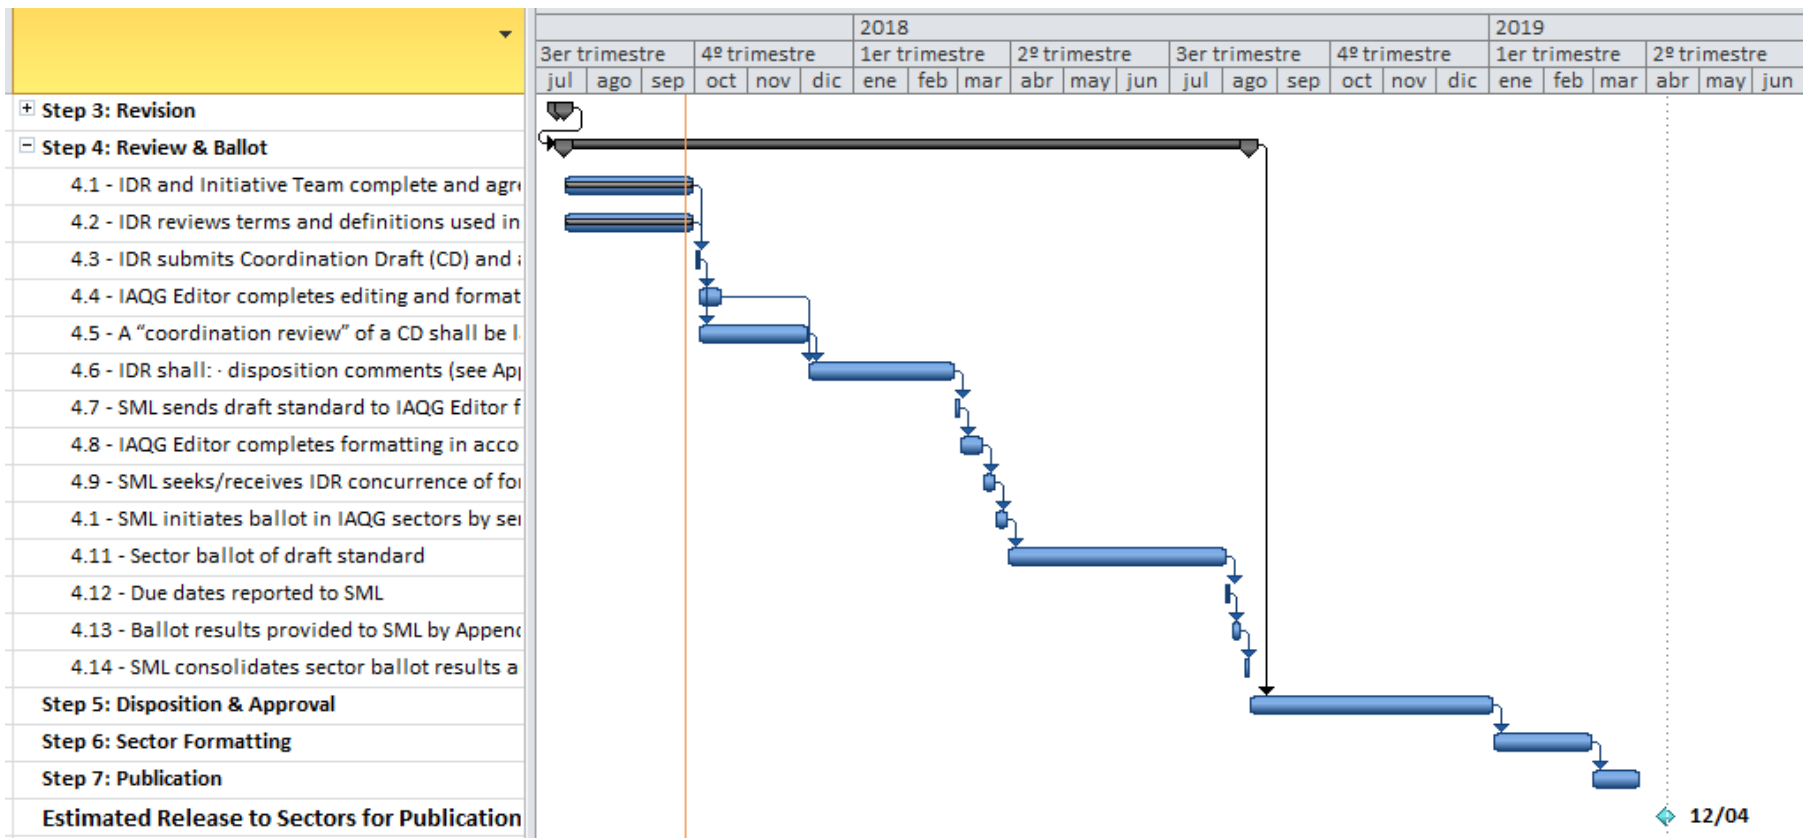 2018
2019
3er trimestre
4º trimestre
1er trimestre
2º trimestre
3er trimestre
4º trimestre
1er trimestre
2º trimestre
jul ago sep oct nov dic ene feb mar abr may jun jul ago sep oct nov dic ene feb mar abr may jun
Step 3: Revision
Step 4: Review & Ballot
4.1 - IDR and Initiative Team complete and agre
4.2 - IDR reviews terms and definitions used in
4.3 - IDR submits Coordination Draft (CD) and
4.4 - IAQG Editor completes editing and format
4.5 - A “coordination review” of a CD shall be
4.6 - IDR shall: · disposition comments (see App
4.7 - SML sends draft standard to IAQG Editor f
4.8 - IAQG Editor completes formatting in acco
4.9 - SML seeks/receives IDR concurrence of for
4.1 - SML initiates ballot in IAQG sectors by ser
4.11 - Sector ballot of draft standard
4.12 - Due dates reported to SML
4.13 - Ballot results provided to SML by Append
4.14 - SML consolidates sector ballot results a
Step 5: Disposition & Approval
Step 6: Sector Formatting
Step 7: Publication
Estimated Release to Sectors for Publication
12/04